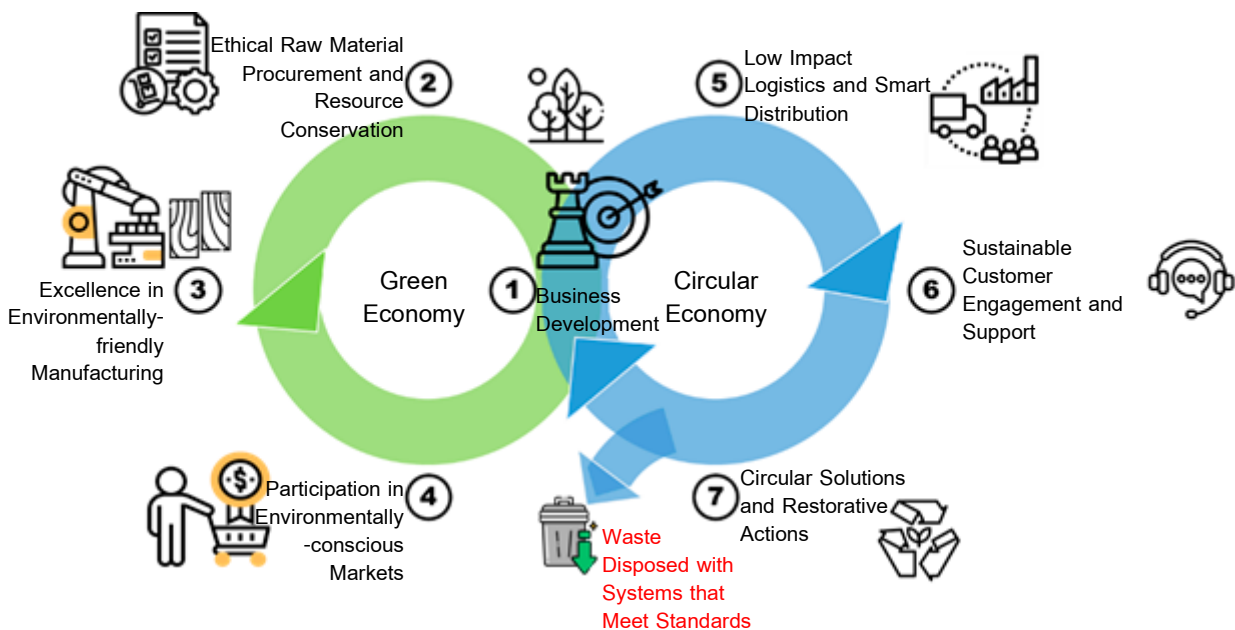 Ethical Raw Material
Procurement and
Resource
Conservation
2
5
Low Impact
Logistics and Smart
Distribution
Excellence in
Environmentally-
friendly
Manufacturing
3
Green
Economy
1
Business
Development
Circular
Economy
6
Sustainable
Customer
Engagement and
Support
$
Participation in
Environmentally
-conscious
Markets
4
7
Circular Solutions
and Restorative
Actions
Waste
Disposed with
Systems that
Meet Standards